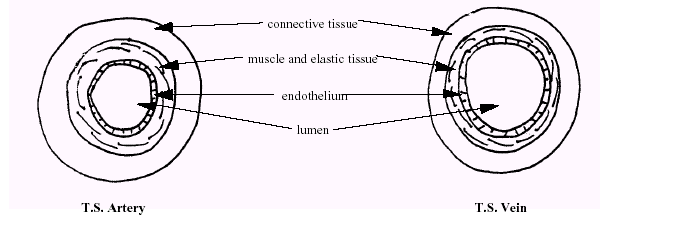 connective tissue
muscle and elastic tissue
endothelium
lumen
T.S. Artery
T.S. Vein